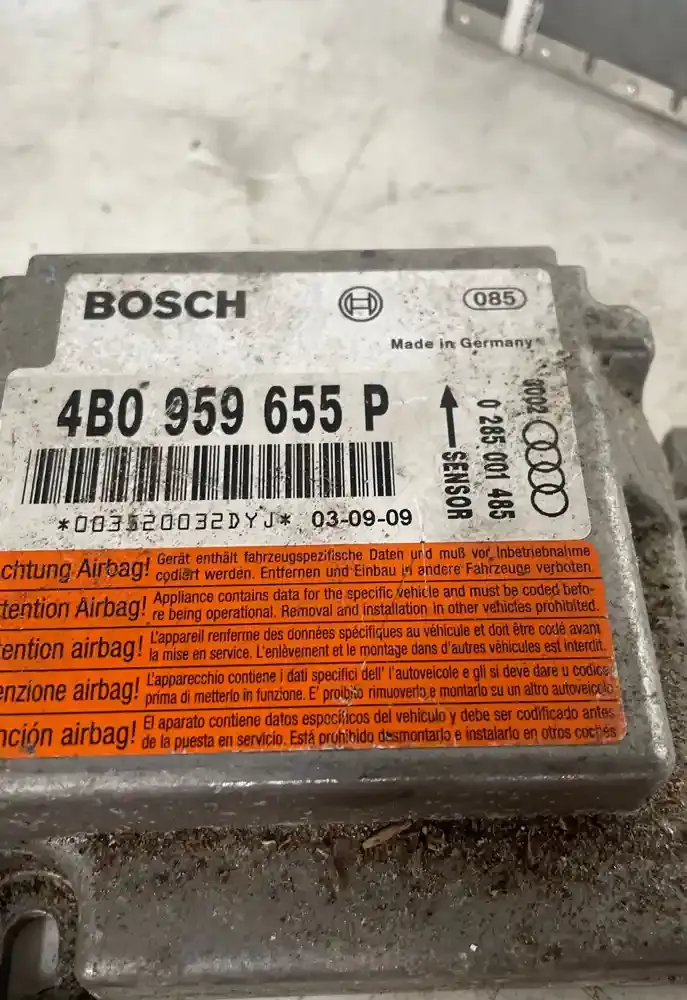 BOSCH
085
Made in Germany
4B0 959 655 P
SENSOR
0 285 001 485
0002
*003320032DYJ* 03-09-09
chtung Airbag! Gerät enthält fahrzeugspezifische Daten und muß vor Inbetriebnahme
codiert werden. Entfernen und Einbau in andere Fahrzeuge verboten.
tention Airbag! Appliance contains data for the specific vehicle and must be coded befo-
re being operational. Removal and installation in other vehicles prohibited.
ention airbag! L'appareil renferme des données spécifiques au véhicule et doit être codé avant
la mise en service. L'enlèvement et le montage dans d'autres véhicules est interdit.
enzione airbag! L'apparecchio contiene i dati specifici dell' l'autoveicolo e gli si deve dare u codice
prima di metterlo in funzione. E' proibito rimuoverlo e montarlo su un altro autoveicolo
nción airbag! El aparato contiene datos específicos del vehículo y debe ser codificado antes
de la puesta en servicio. Está prohibido desmontarlo e instalarlo en otros coches